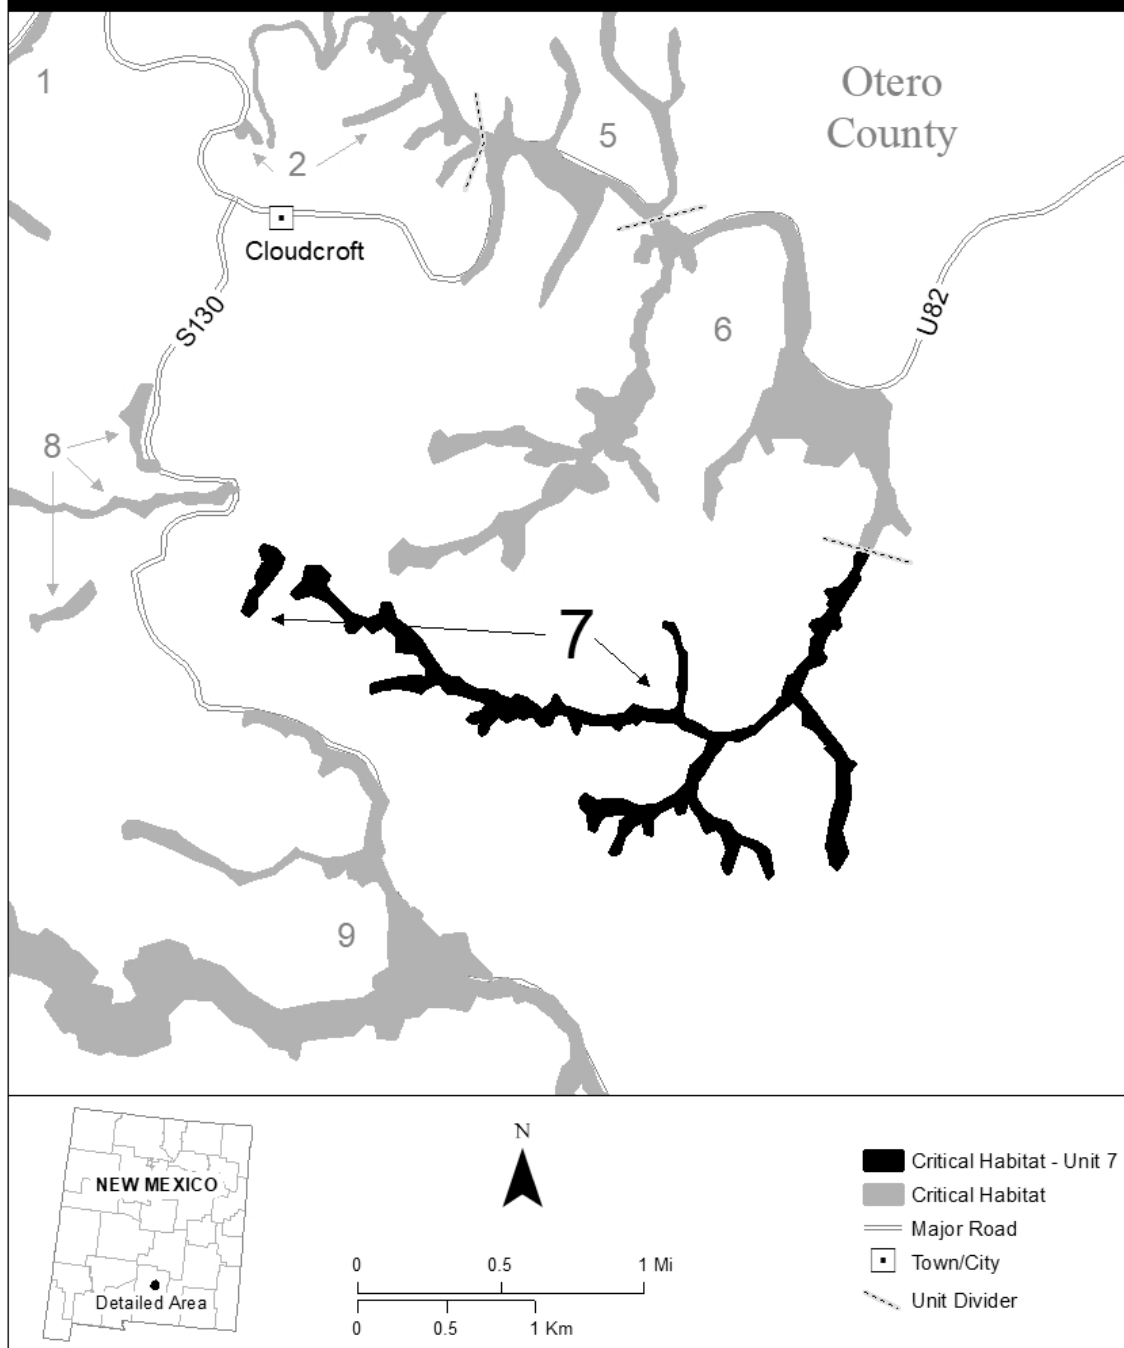 1
Otero
County
5
2
Cloudcroft
S130
U82
6
8
7
9
NEW MEXICO
Detailed Area
N
0 0.5 1 Mi
0 0.5 1 Km
Critical Habitat - Unit 7
Critical Habitat
Major Road
Town/City
Unit Divider